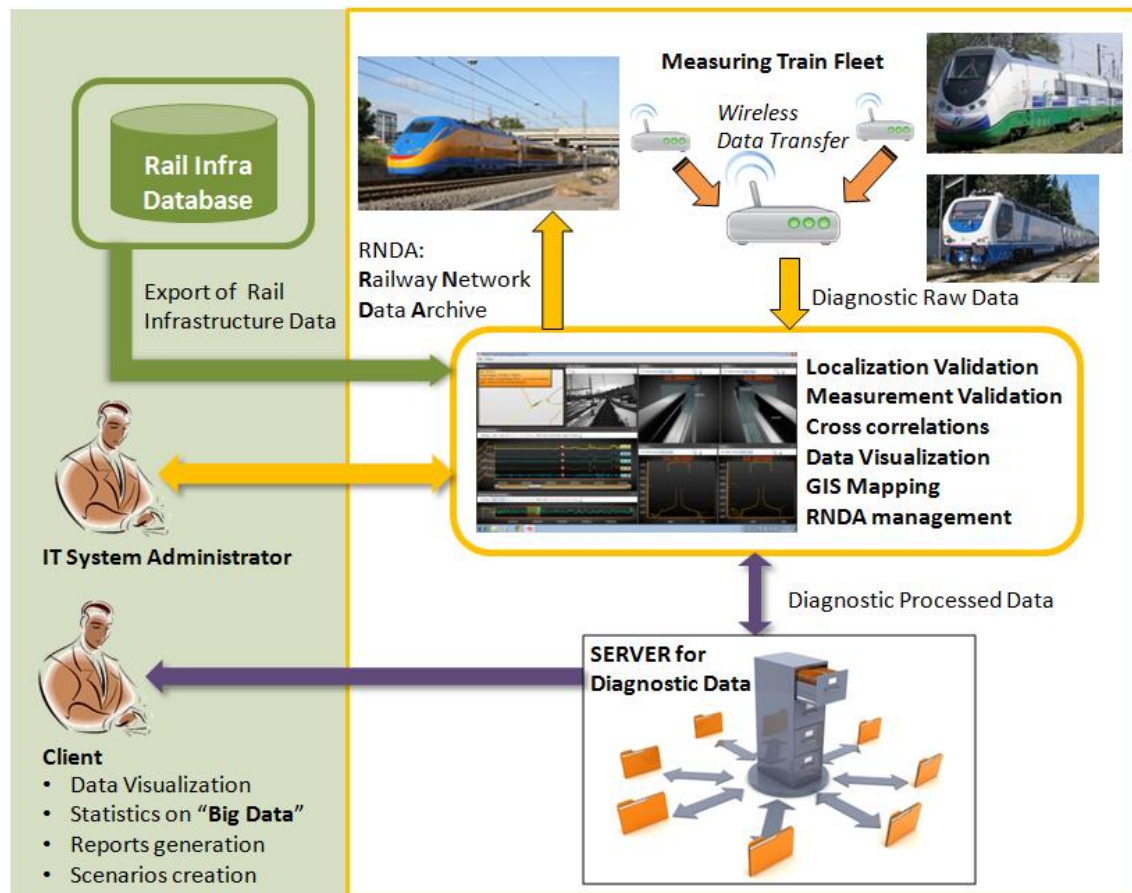 Rail Infra
Database
Export of Rail
Infrastructure Data
IT System Administrator
Client
• Data Visualization
• Statistics on “Big Data”
• Reports generation
• Scenarios creation
Measuring Train Fleet
Wireless
Data Transfer
RNDA:
Railway Network
Data Archive
Diagnostic Raw Data
Localization Validation
Measurement Validation
Cross correlations
Data Visualization
GIS Mapping
RNDA management
Diagnostic Processed Data
SERVER for
Diagnostic Data